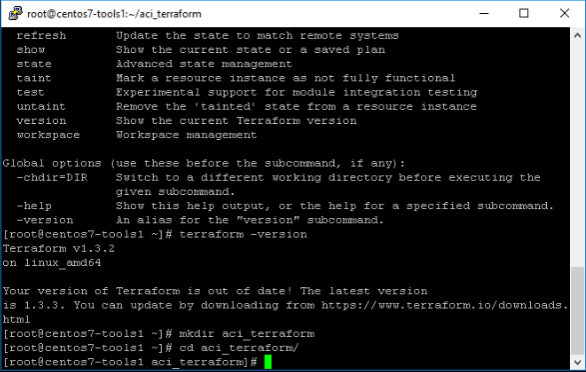 root@centos7-tools1:~/aci_terraform
refresh Update the state to match remote systems
show Show the current state or a saved plan
state Advanced state management
taint Mark a resource instance as not fully functional
test Experimental support for module integration testing
untaint Remove the 'tainted' state from a resource instance
version Show the current Terraform version
workspace Workspace management
Global options (use these before the subcommand, if any):
-chdir=DIR Switch to a different working directory before executing the
given subcommand.
-help Show this help output, or the help for a specified subcommand.
-version An alias for the "version" subcommand.
[root@centos7-tools1 ~]# terraform -version
Terraform v1.3.2
on linux_amd64
Your version of Terraform is out of date! The latest version
is 1.3.3. You can update by downloading from https://www.terraform.io/downloads.
html
[root@centos7-tools1 ~]# mkdir aci_terraform
[root@centos7-tools1 ~]# cd aci_terraform/
[root@centos7-tools1 aci_terraform]#